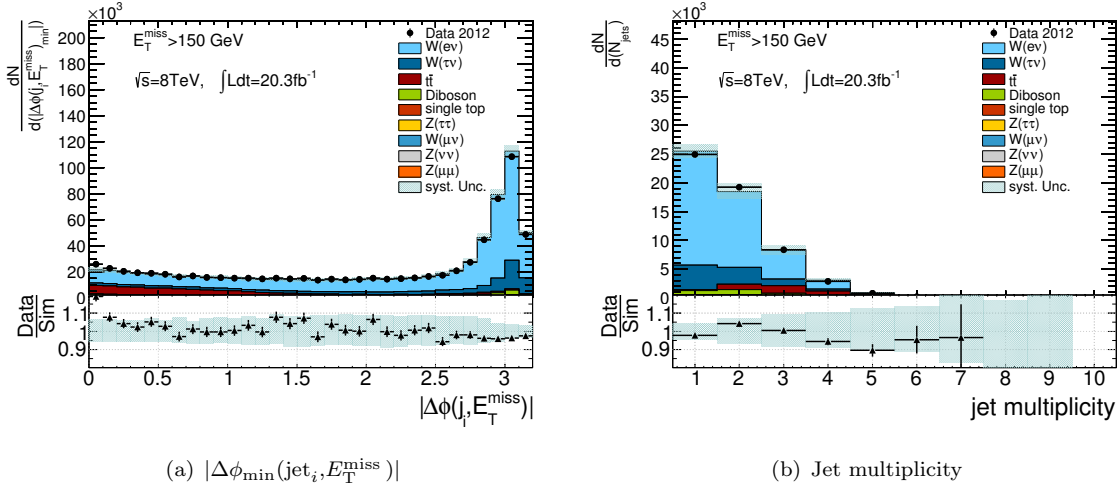 ×10³
dN
d(|Δϕ(j_i,E_T^miss)_min|)
200
180
160
140
120
100
80
60
40
20
0
E_T^miss>150 GeV
√s=8TeV, ∫Ldt=20.3fb⁻¹
Data 2012
W(eν)
W(τν)
tt̄
Diboson
single top
Z(ττ)
W(μν)
Z(νν)
Z(μμ)
syst. Unc.
Data
Sim
1.1
1
0.9
0 0.5 1 1.5 2 2.5 3
|Δϕ(j_i,E_T^miss)|
(a) |Δϕ_min(jet_i,E_T^miss)|
×10³
dN
d(N_jets)
45
40
35
30
25
20
15
10
5
0
E_T^miss>150 GeV
√s=8TeV, ∫Ldt=20.3fb⁻¹
Data 2012
W(eν)
W(τν)
tt̄
Diboson
single top
Z(ττ)
W(μν)
Z(νν)
Z(μμ)
syst. Unc.
Data
Sim
1.1
1
0.9
1 2 3 4 5 6 7 8 9 10
jet multiplicity
(b) Jet multiplicity